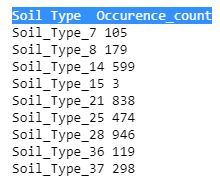 Soil Type  Occurence_count
Soil_Type_7 105
Soil_Type_8 179
Soil_Type_14 599
Soil_Type_15 3
Soil_Type_21 838
Soil_Type_25 474
Soil_Type_28 946
Soil_Type_36 119
Soil_Type_37 298